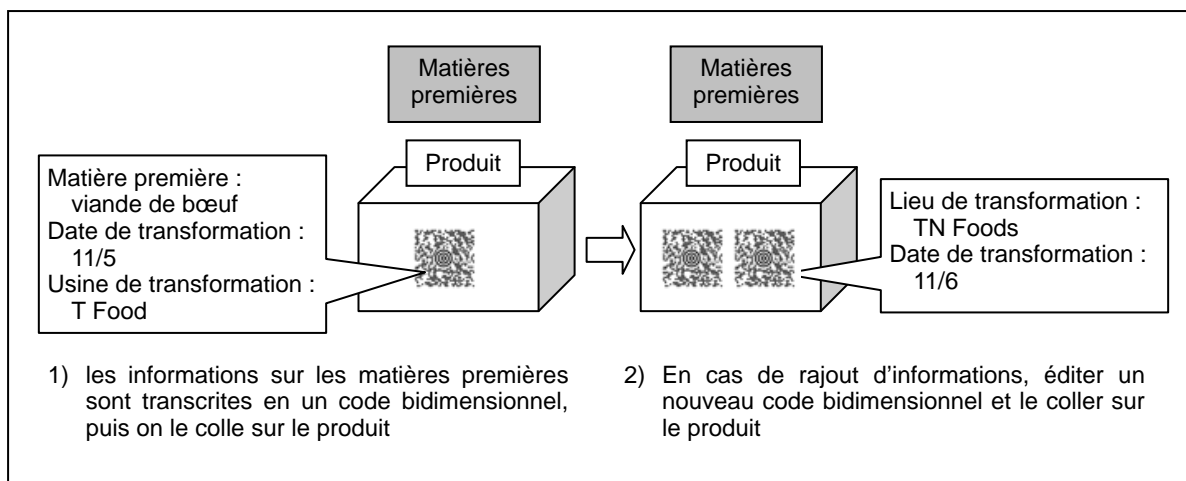 Matières
premières
Matières
premières
Produit
Produit
Matière première :
viande de bœuf
Date de transformation :
11/5
Usine de transformation :
T Food
Lieu de transformation :
TN Foods
Date de transformation :
11/6
1) les informations sur les matières premières
sont transcrites en un code bidimensionnel,
puis on le colle sur le produit
2) En cas de rajout d’informations, éditer un
nouveau code bidimensionnel et le coller sur
le produit